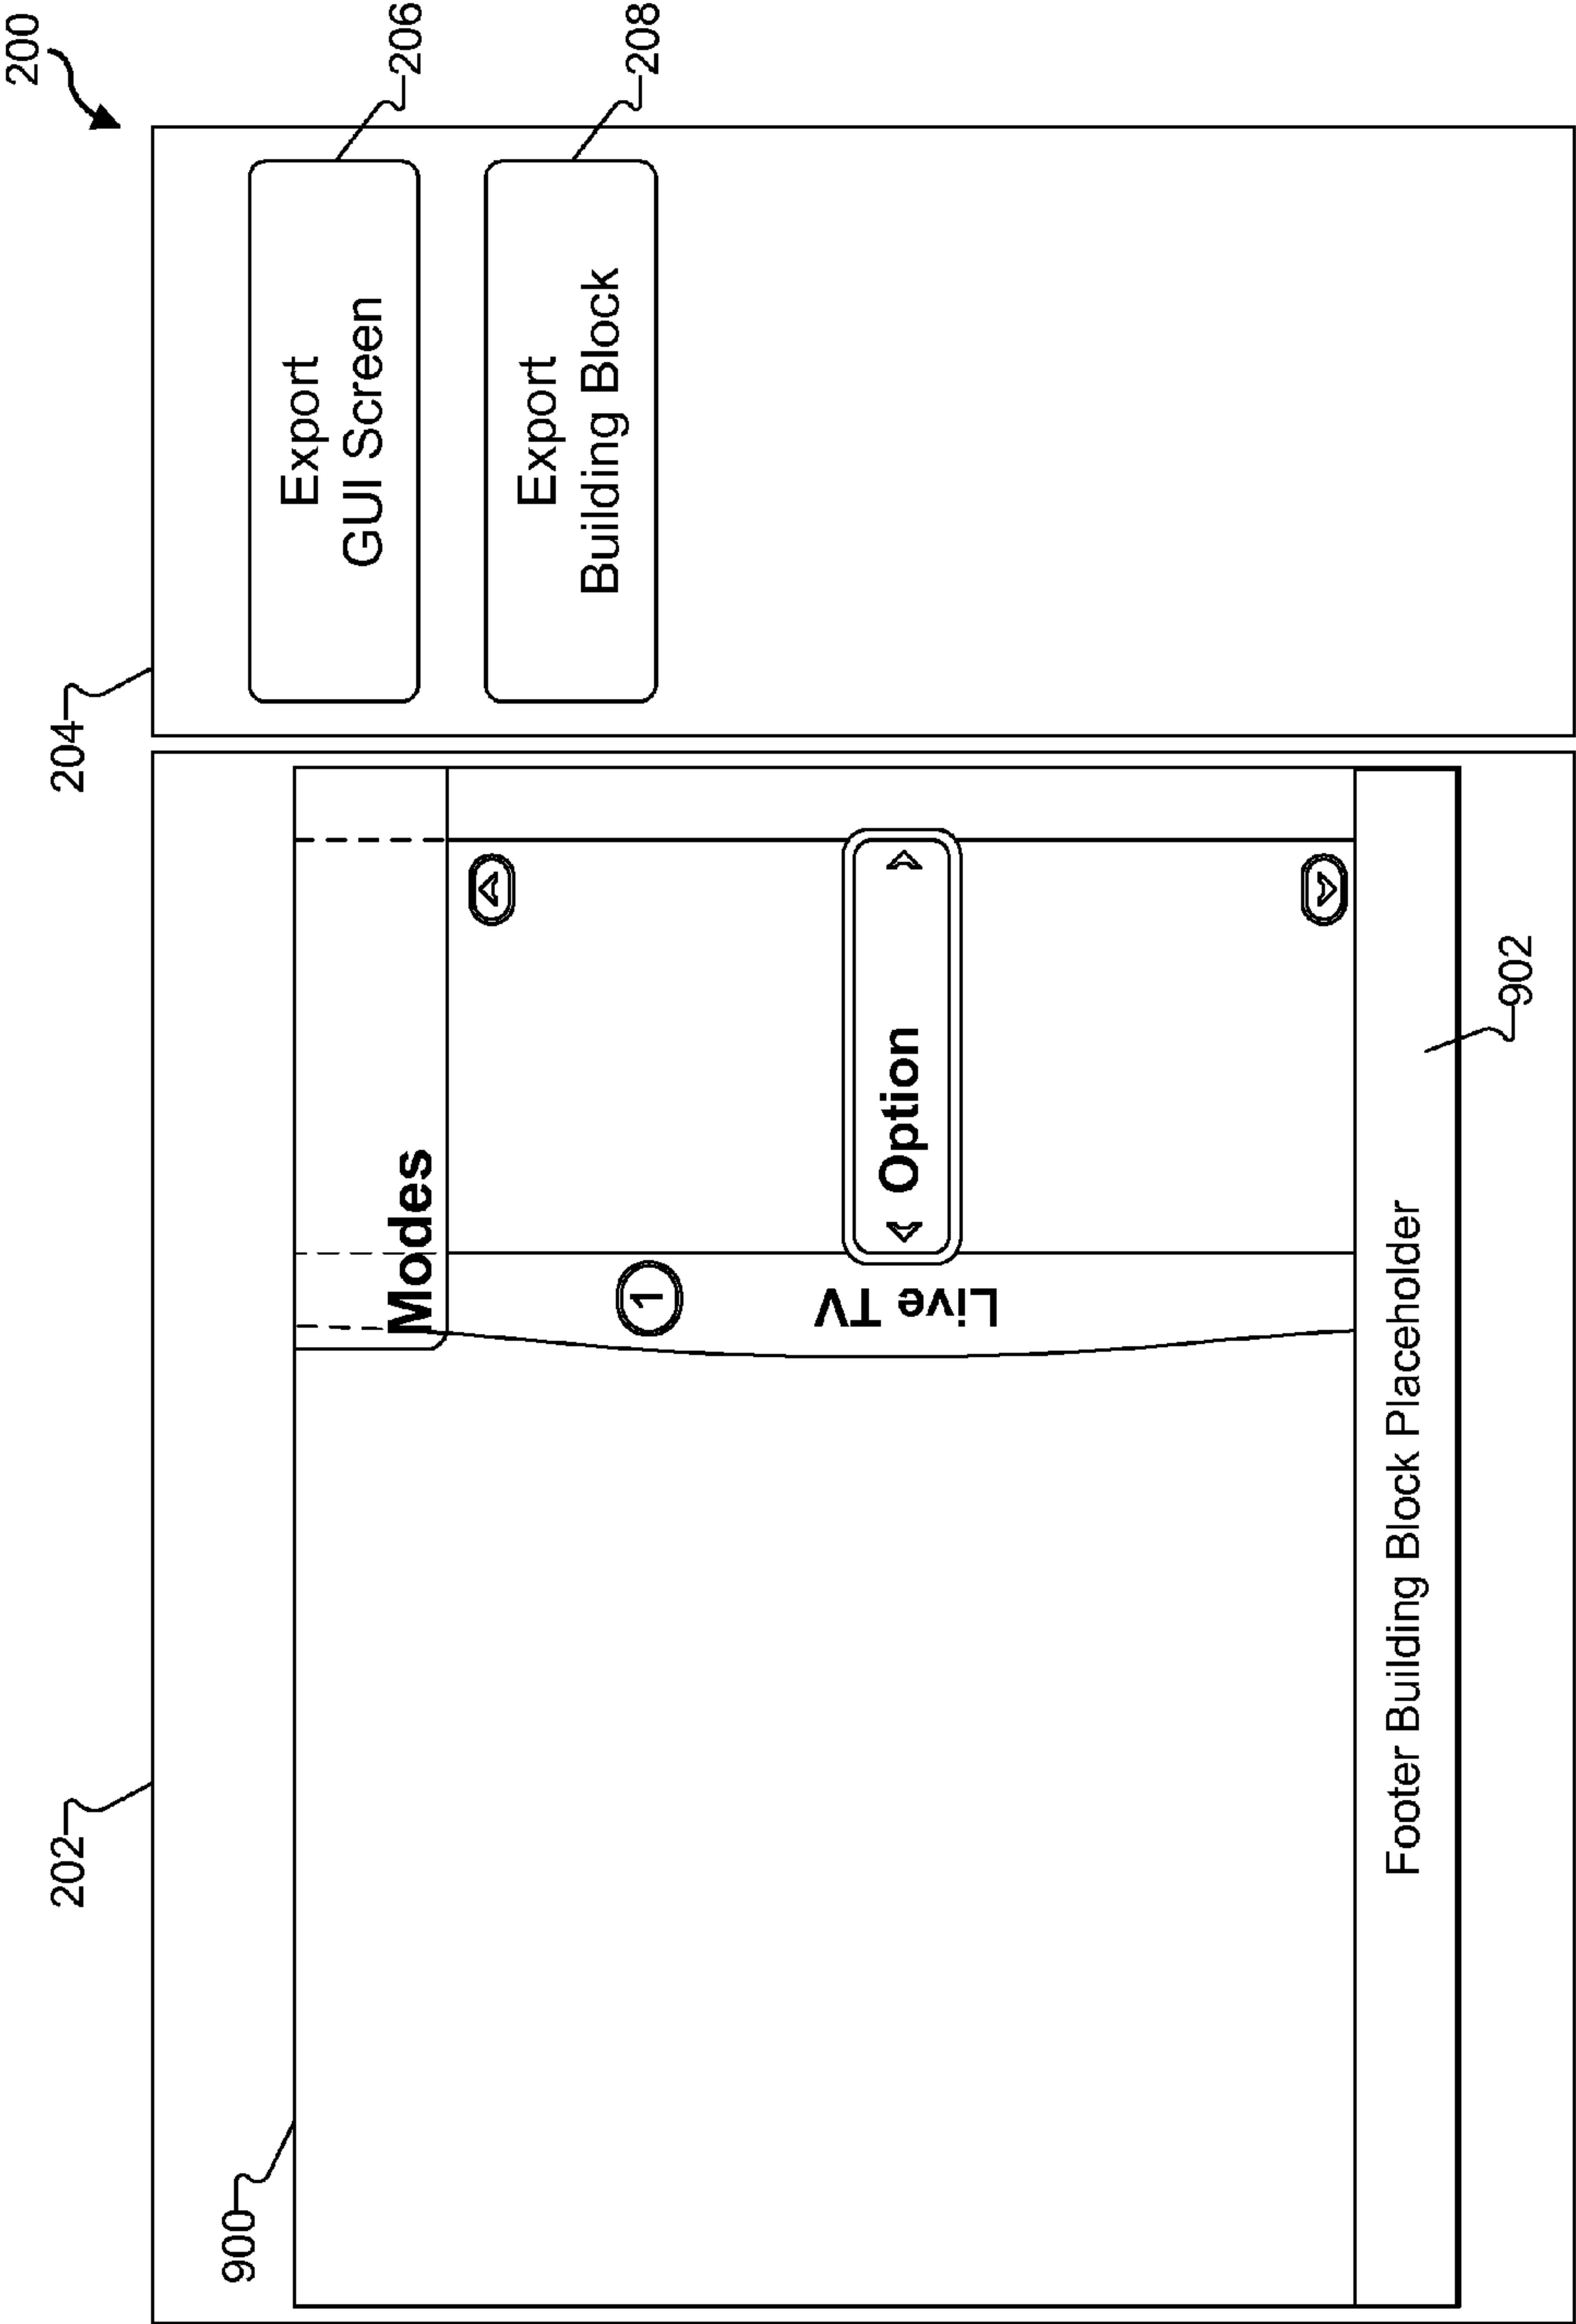 200
202
204
900
206
Export
GUI Screen
208
Export
Building Block
Modes
1
Live TV
Option
Footer Building Block Placeholder
902